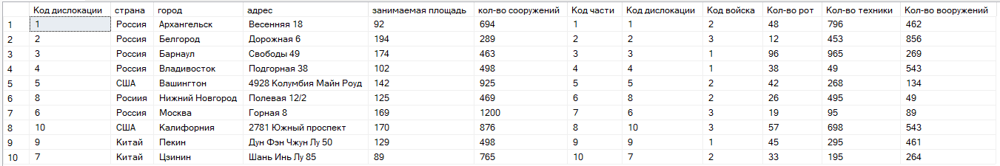 Код дислокации страна город адрес занимаемая площадь кол-во сооружений Код части Код дислокации Код войска Кол-во рот Кол-во техники Кол-во вооружений
1 1 Россия Архангельск Весенняя 18 92 694 1 1 2 48 796 462
2 2 Россия Белгород Дорожная 6 194 289 2 2 3 12 453 856
3 3 Россия Барнаул Свободы 49 174 463 3 3 1 96 965 269
4 4 Россия Владивосток Подгорная 38 102 498 4 4 1 38 49 543
5 5 США Вашингтон 4928 Колумбия Майн Роуд 142 925 5 5 2 42 268 134
6 8 Росиия Нижний Новгород Полевая 12/2 125 469 6 8 2 26 495 49
7 6 Россия Москва Горная 8 169 1200 7 6 3 19 95 89
8 10 США Калифорния 2781 Южный проспект 170 876 8 10 3 57 698 543
9 9 Китай Пекин Дун Фэн Чжун Лу 50 129 498 9 9 1 45 295 461
10 7 Китай Цзинин Шань Инь Лу 85 89 765 10 7 2 33 195 264